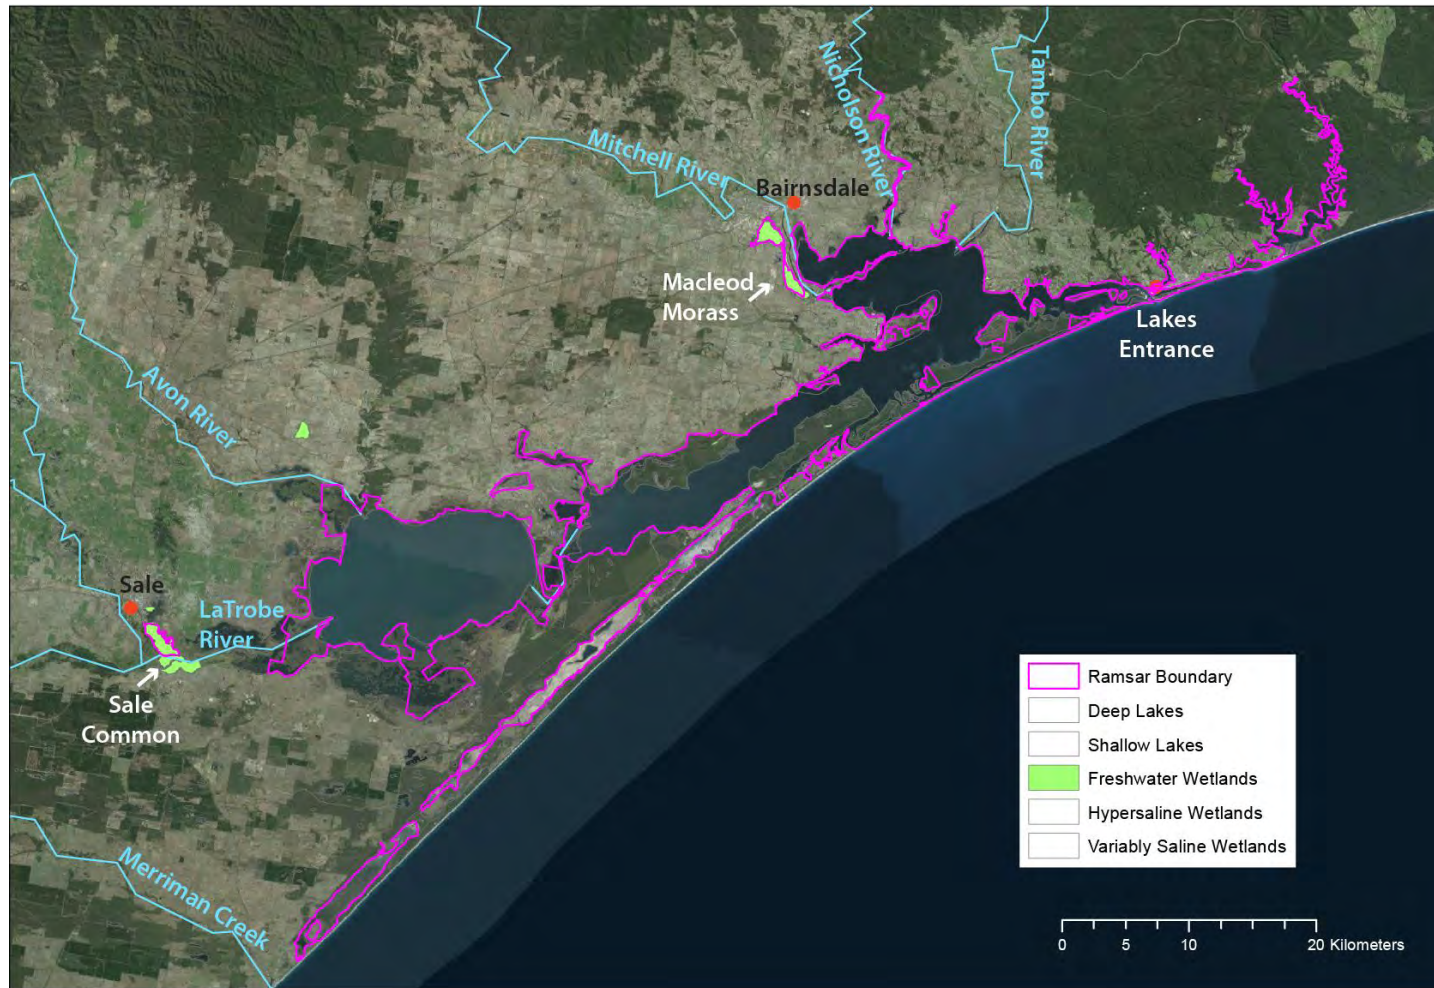 Nicholson River
Tambo River
Mitchell River
Bairnsdale
Macleod
Morass
Lakes
Entrance
Avon River
Sale
LaTrobe
River
Sale
Common
Merriman Creek
Ramsar Boundary
Deep Lakes
Shallow Lakes
Freshwater Wetlands
Hypersaline Wetlands
Variably Saline Wetlands
0 5 10 20 Kilometers